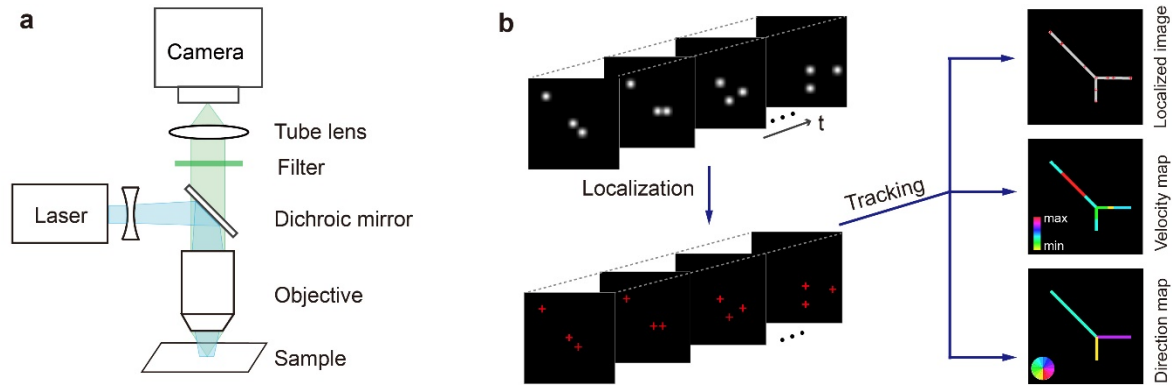 a
Camera
Tube lens
Filter
Laser
Dichroic mirror
Objective
Sample
b
t
Localization
Tracking
Localized image
Velocity map
max
min
Direction map